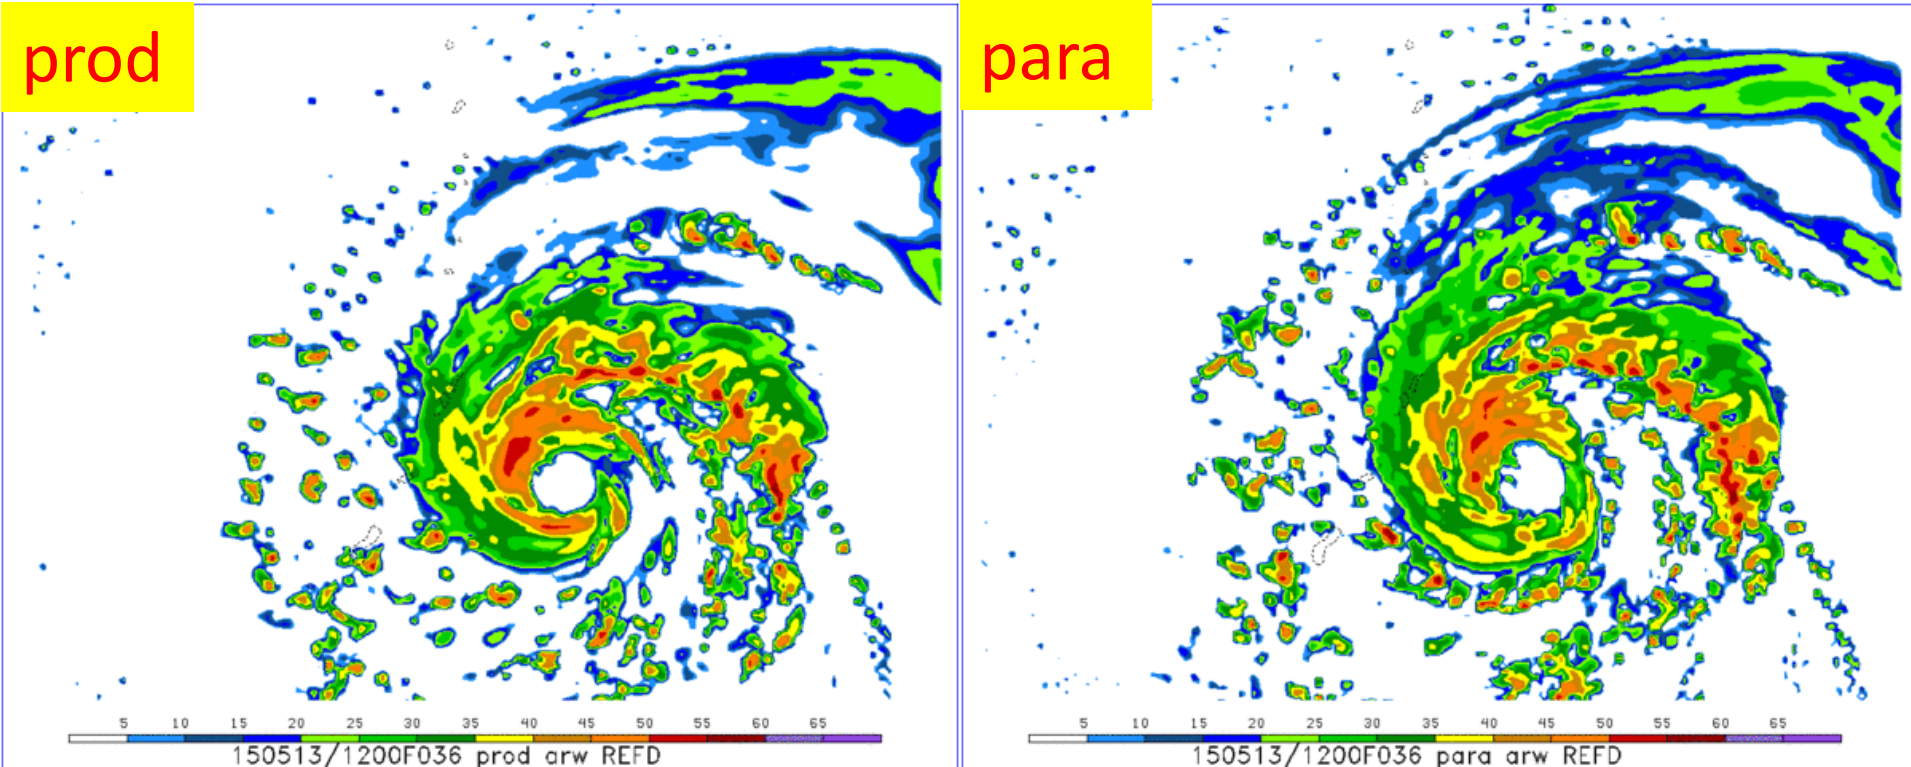 prod
para
5 10 15 20 25 30 35 40 45 50 55 60 65
150513/1200F036 prod arw REFD
5 10 15 20 25 30 35 40 45 50 55 60 65
150513/1200F036 para arw REFD